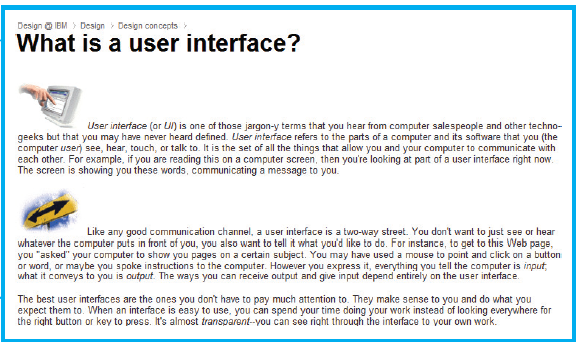 Design @ IBM > Design > Design concepts >
What is a user interface?
User interface (or UI) is one of those jargon-y terms that you hear from computer salespeople and other techno-
geeks but that you may have never heard defined. User interface refers to the parts of a computer and its software that you (the
computer user) see, hear, touch, or talk to. It is the set of all the things that allow you and your computer to communicate with
each other. For example, if you are reading this on a computer screen, then you're looking at part of a user interface right now.
The screen is showing you these words, communicating a message to you.
Like any good communication channel, a user interface is a two-way street. You don't want to just see or hear
whatever the computer puts in front of you, you also want to tell it what you'd like to do. For instance, to get to this Web page,
you "asked" your computer to show you pages on a certain subject. You may have used a mouse to point and click on a button
or word, or maybe you spoke instructions to the computer. However you express it, everything you tell the computer is input;
what it conveys to you is output. The ways you can receive output and give input depend entirely on the user interface.
The best user interfaces are the ones you don't have to pay much attention to. They make sense to you and do what you
expect them to. When an interface is easy to use, you can spend your time doing your work instead of looking everywhere for
the right button or key to press. It's almost transparent--you can see right through the interface to your own work.